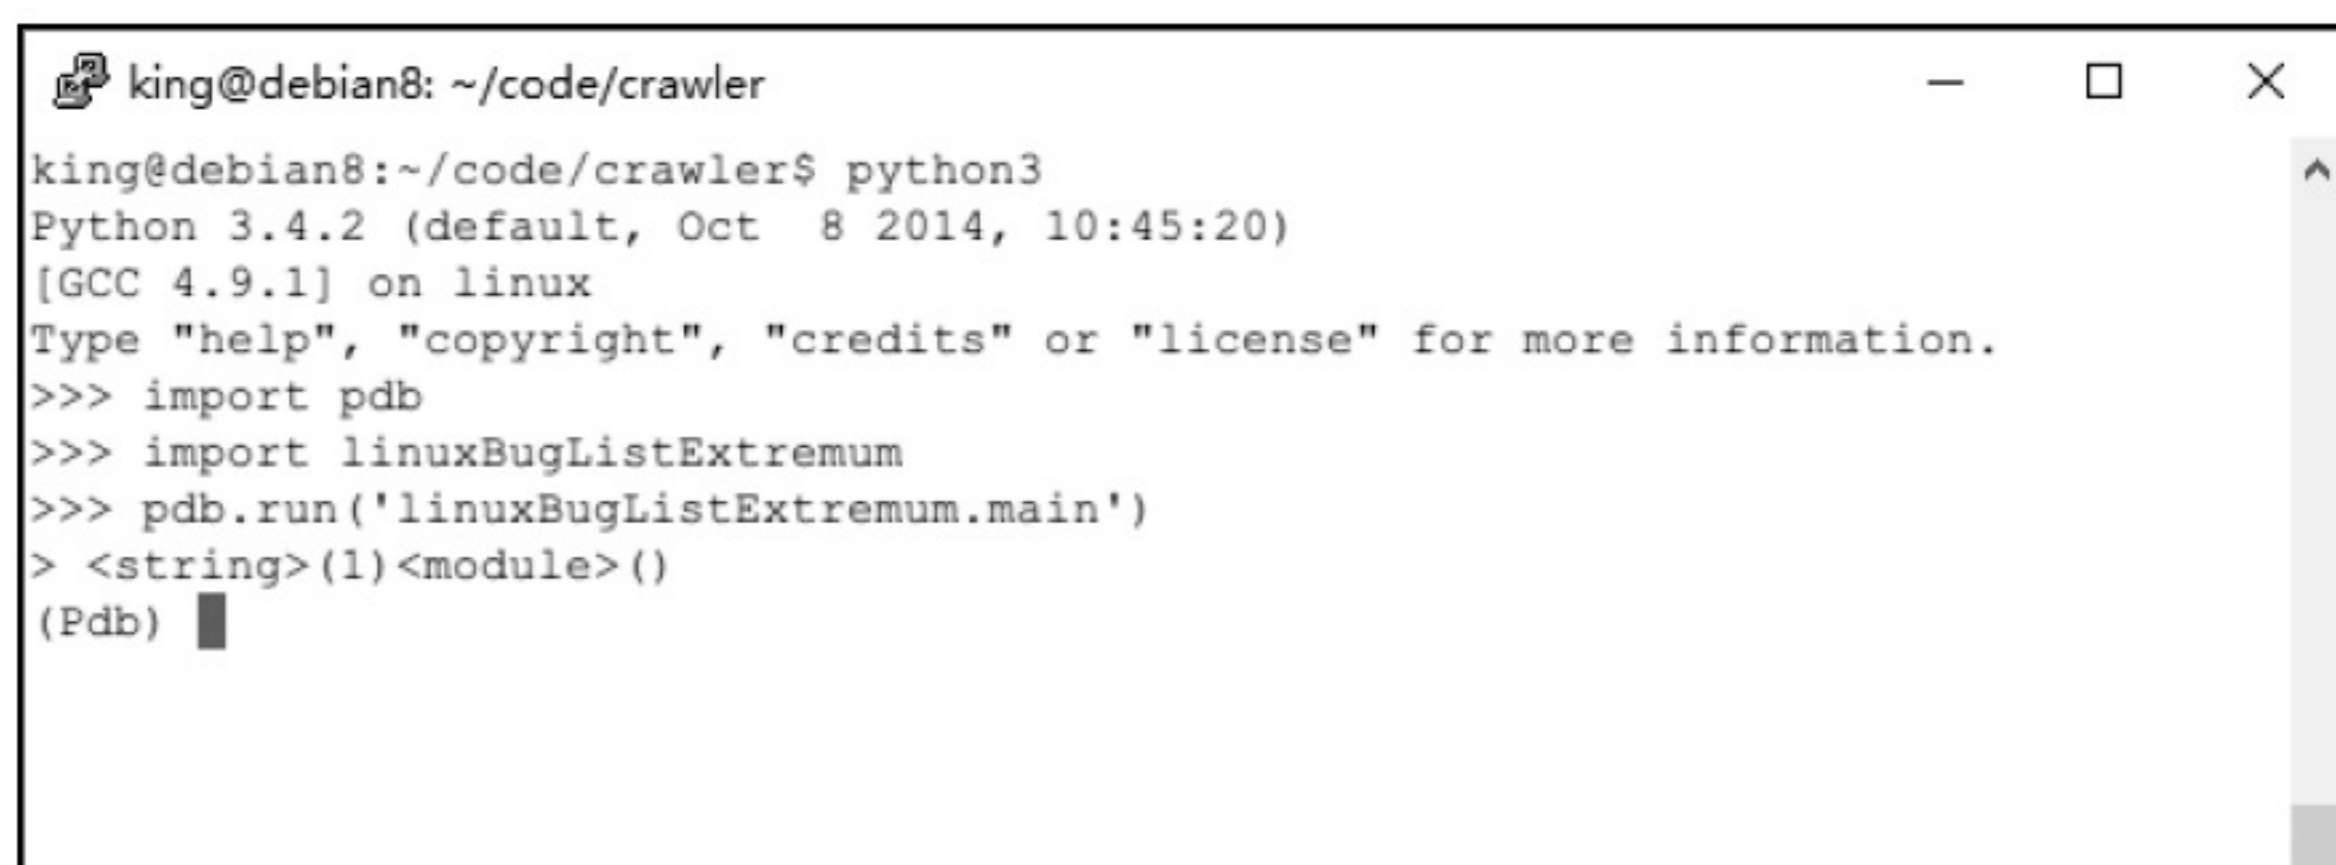 king@debian8: ~/code/crawler
king@debian8:~/code/crawler$ python3
Python 3.4.2 (default, Oct  8 2014, 10:45:20)
[GCC 4.9.1] on linux
Type "help", "copyright", "credits" or "license" for more information.
>>> import pdb
>>> import linuxBugListExtremum
>>> pdb.run('linuxBugListExtremum.main')
> <string>(1)<module>()
(Pdb)